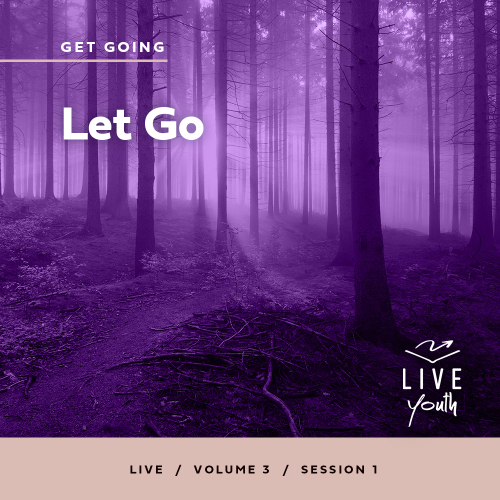 GET GOING
Let Go
LIVE
youth
LIVE / VOLUME 3 / SESSION 1